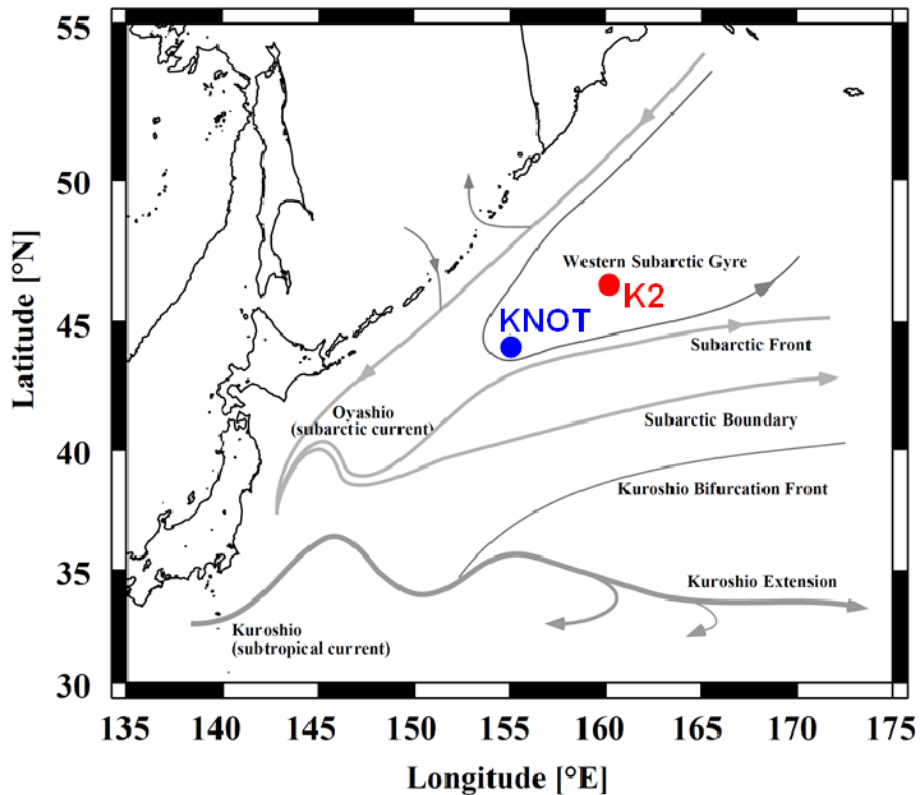 55
50
45
40
35
30
Latitude [°N]
Western Subarctic Gyre
K2
KNOT
Subarctic Front
Oyashio
(subarctic current)
Subarctic Boundary
Kuroshio Bifurcation Front
Kuroshio Extension
Kuroshio
(subtropical current)
135
140
145
150
155
160
165
170
175
Longitude [°E]